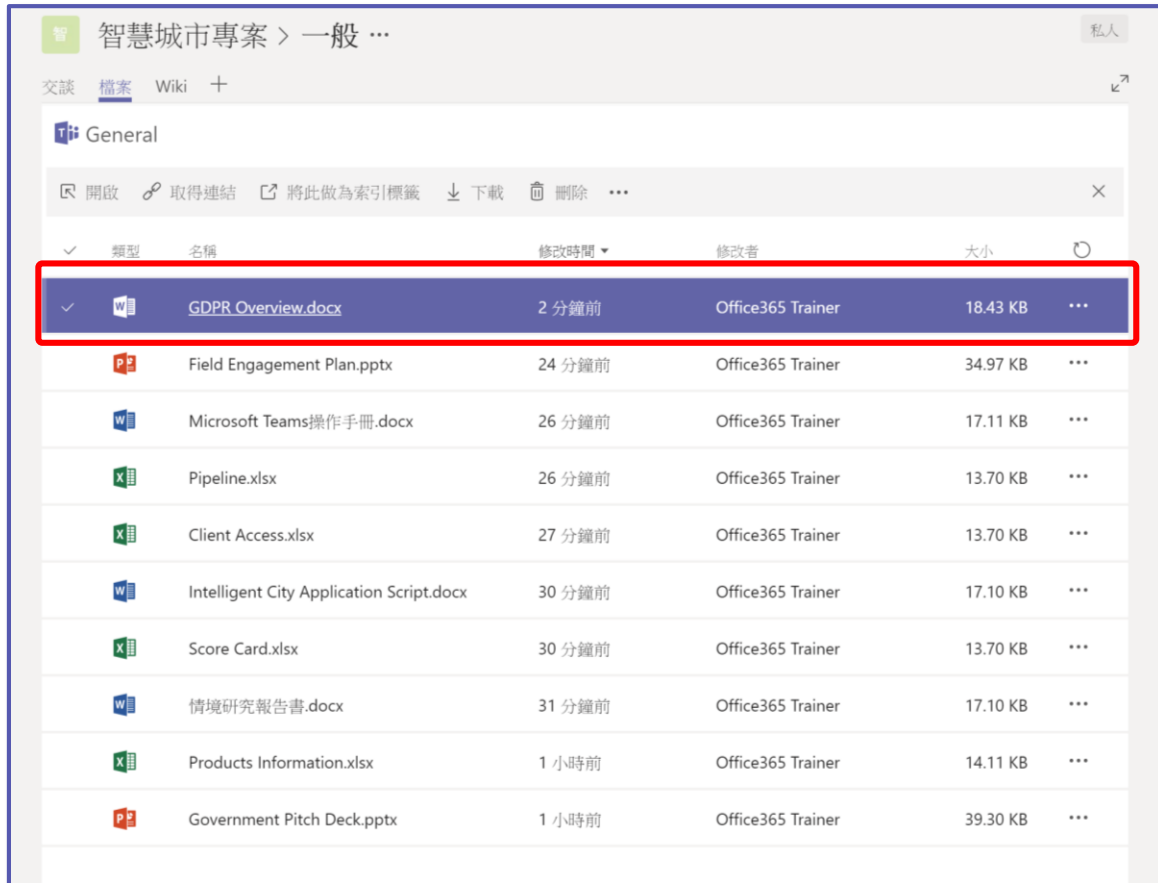 智 智慧城市專案 > 一般 ··· 私人
交談 檔案 Wiki +
General
開啟 取得連結 將此做為索引標籤 下載 刪除 ···
類型 名稱 修改時間 修改者 大小
GDPR Overview.docx 2 分鐘前 Office365 Trainer 18.43 KB ···
Field Engagement Plan.pptx 24 分鐘前 Office365 Trainer 34.97 KB ···
Microsoft Teams操作手冊.docx 26 分鐘前 Office365 Trainer 17.11 KB ···
Pipeline.xlsx 26 分鐘前 Office365 Trainer 13.70 KB ···
Client Access.xlsx 27 分鐘前 Office365 Trainer 13.70 KB ···
Intelligent City Application Script.docx 30 分鐘前 Office365 Trainer 17.10 KB ···
Score Card.xlsx 30 分鐘前 Office365 Trainer 13.70 KB ···
情境研究報告書.docx 31 分鐘前 Office365 Trainer 17.10 KB ···
Products Information.xlsx 1 小時前 Office365 Trainer 14.11 KB ···
Government Pitch Deck.pptx 1 小時前 Office365 Trainer 39.30 KB ···